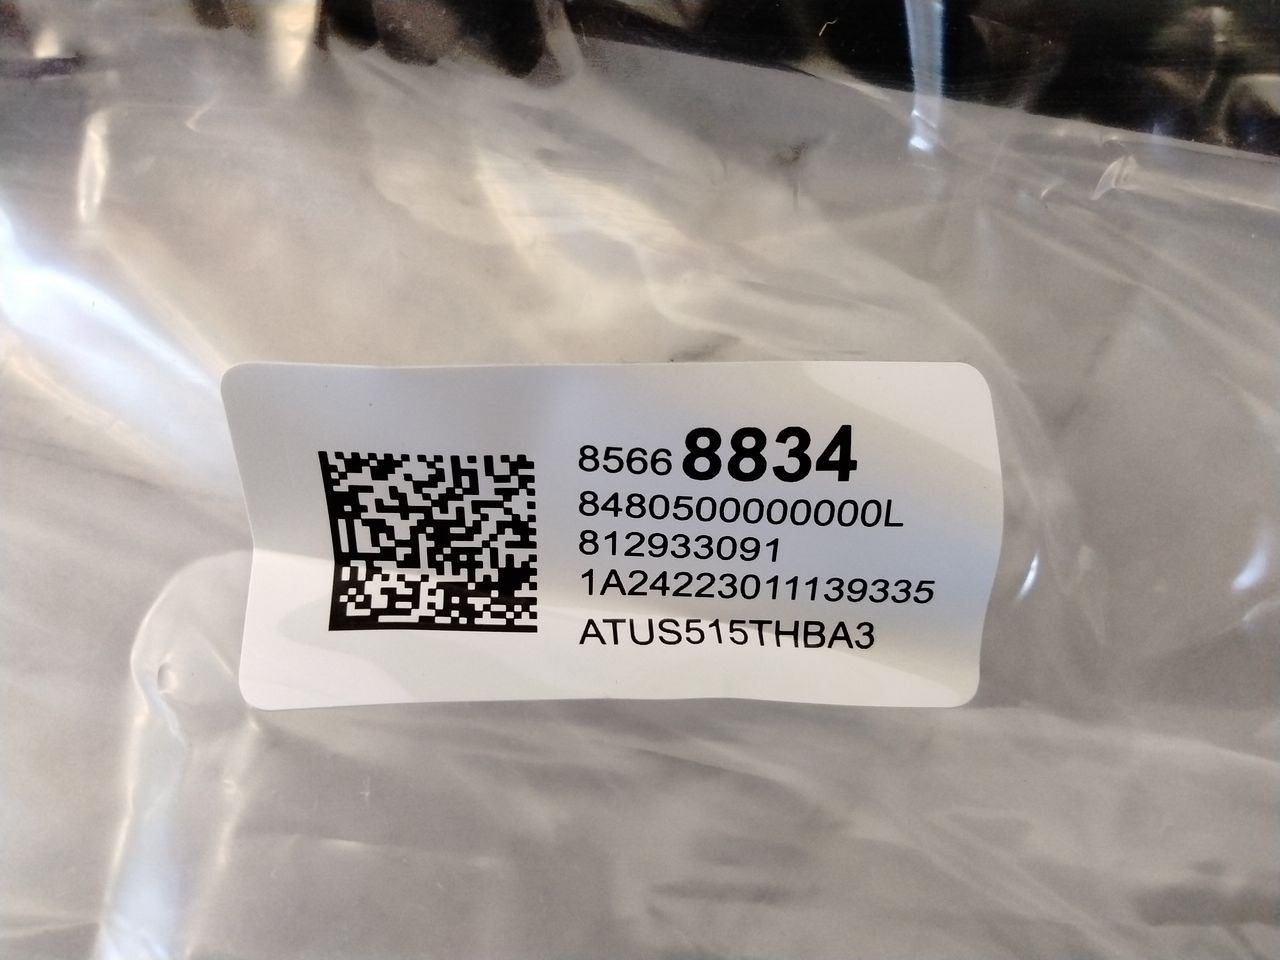 8566 8834
8480500000000L
812933091
1A24223011139335
ATUS515THBA3